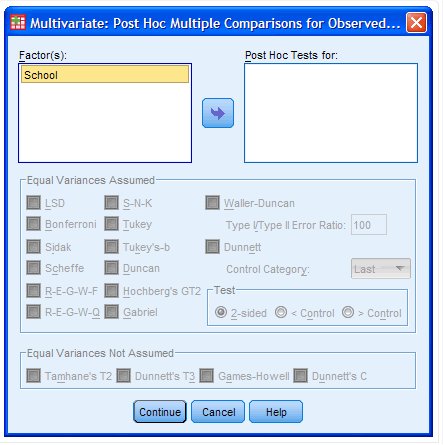 Multivariate: Post Hoc Multiple Comparisons for Observed...
Factor(s):
Post Hoc Tests for:
School
Equal Variances Assumed
LSD
S-N-K
Waller-Duncan
Bonferroni
Tukey
Type I/Type II Error Ratio:
100
Sidak
Tukey's-b
Dunnett
Scheffe
Duncan
Control Category:
Last
R-E-G-W-F
Hochberg's GT2
Test
R-E-G-W-Q
Gabriel
2-sided
< Control
> Control
Equal Variances Not Assumed
Tamhane's T2
Dunnett's T3
Games-Howell
Dunnett's C
Continue
Cancel
Help